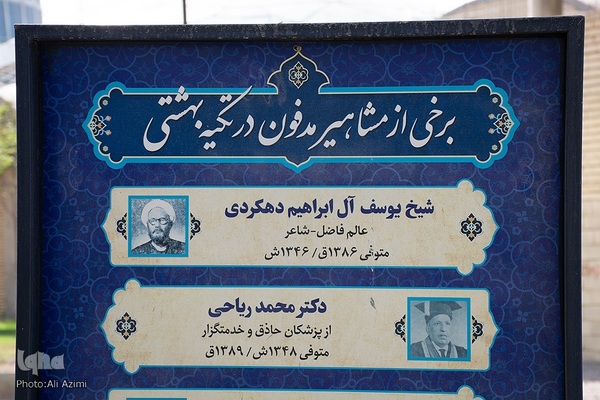 برخی از مشاهیر مدفون در تکیه بهشتی
شیخ یوسف آل ابراهیم دهکردی
عالم فاضل-شاعر
متوفی ۱۳۸۶ق/ ۱۳۴۶ش
دکتر محمد ریاحی
از پزشکان حاذق و خدمتگزار
متوفی ۱۳۴۸ش/ ۱۳۸۹ق
iqna
Photo:Ali Azimi